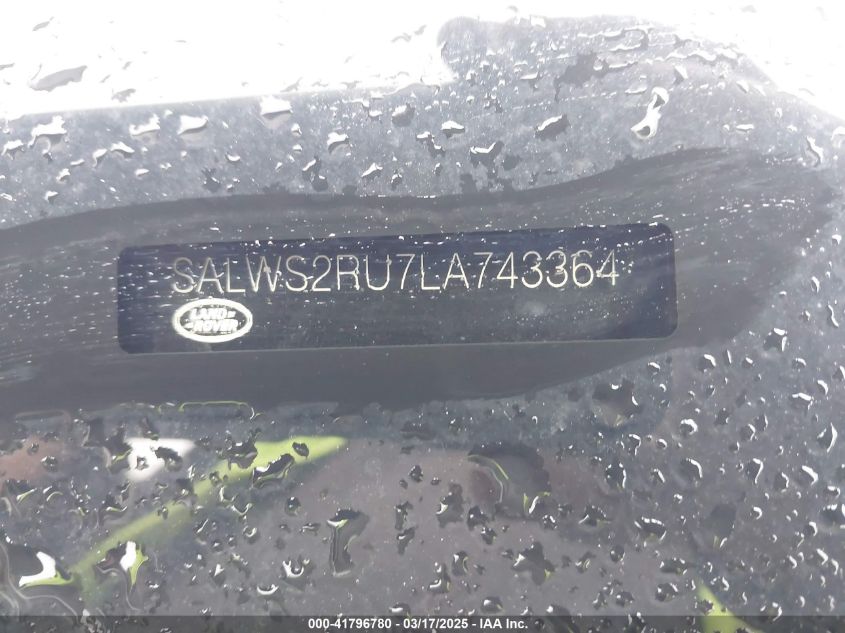 SALWS2RU7LA743364
LAND-
-ROVER
000-41796780 - 03/17/2025 - IAA Inc.